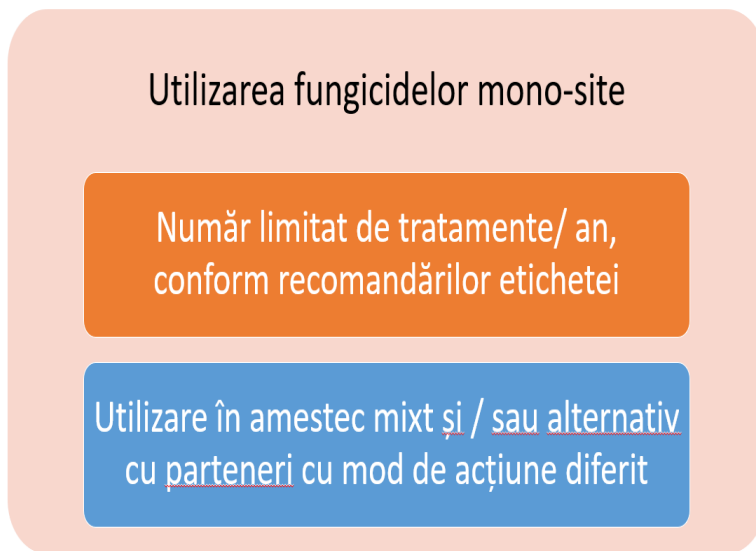 Utilizarea fungicidelor mono-site
Număr limitat de tratamente/ an,
conform recomandărilor etichetei
Utilizare în amestec mixt și / sau alternativ
cu parteneri cu mod de acțiune diferit